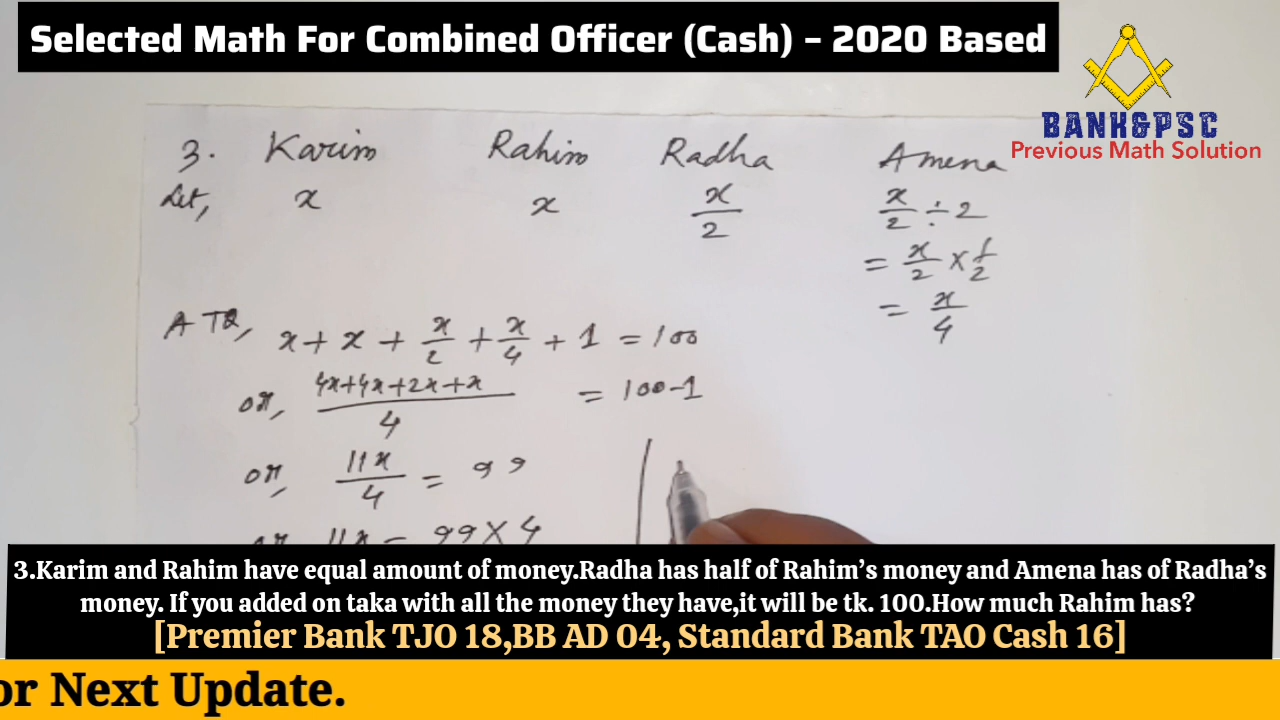 Selected Math For Combined Officer (Cash) – 2020 Based
BANK&PSC
Previous Math Solution
3. Karim Rahim Radha Amena
Let, x x x/2 x/2 ÷ 2
= x/2 × 1/2
= x/4
ATQ, x + x + x/2 + x/4 + 1 = 100
or, (4x+4x+2x+x)/4 = 100-1
or, 11x/4 = 99
or, 11x = 99 × 4
3.Karim and Rahim have equal amount of money.Radha has half of Rahim's money and Amena has of Radha's
money. If you added on taka with all the money they have,it will be tk. 100.How much Rahim has?
[Premier Bank TJO 18,BB AD 04, Standard Bank TAO Cash 16]
or Next Update.